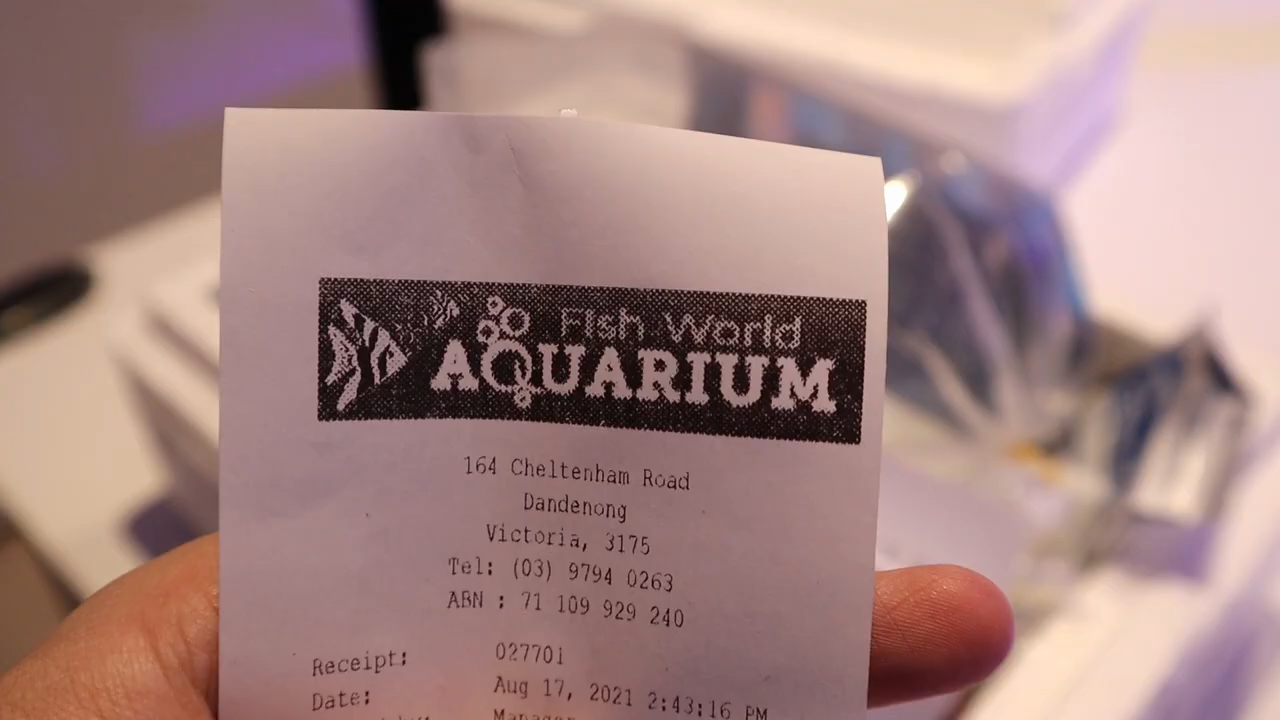 Fish World
AQUARIUM
164 Cheltenham Road
Dandenong
Victoria, 3175
Tel: (03) 9794 0263
ABN : 71 109 929 240
Receipt: 027701
Date: Aug 17, 2021 2:43:16 PM
Manager